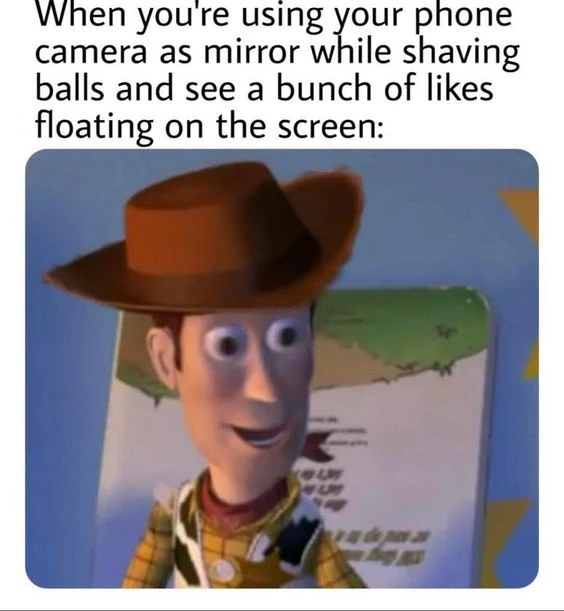 When you're using your phone
camera as mirror while shaving
balls and see a bunch of likes
floating on the screen: